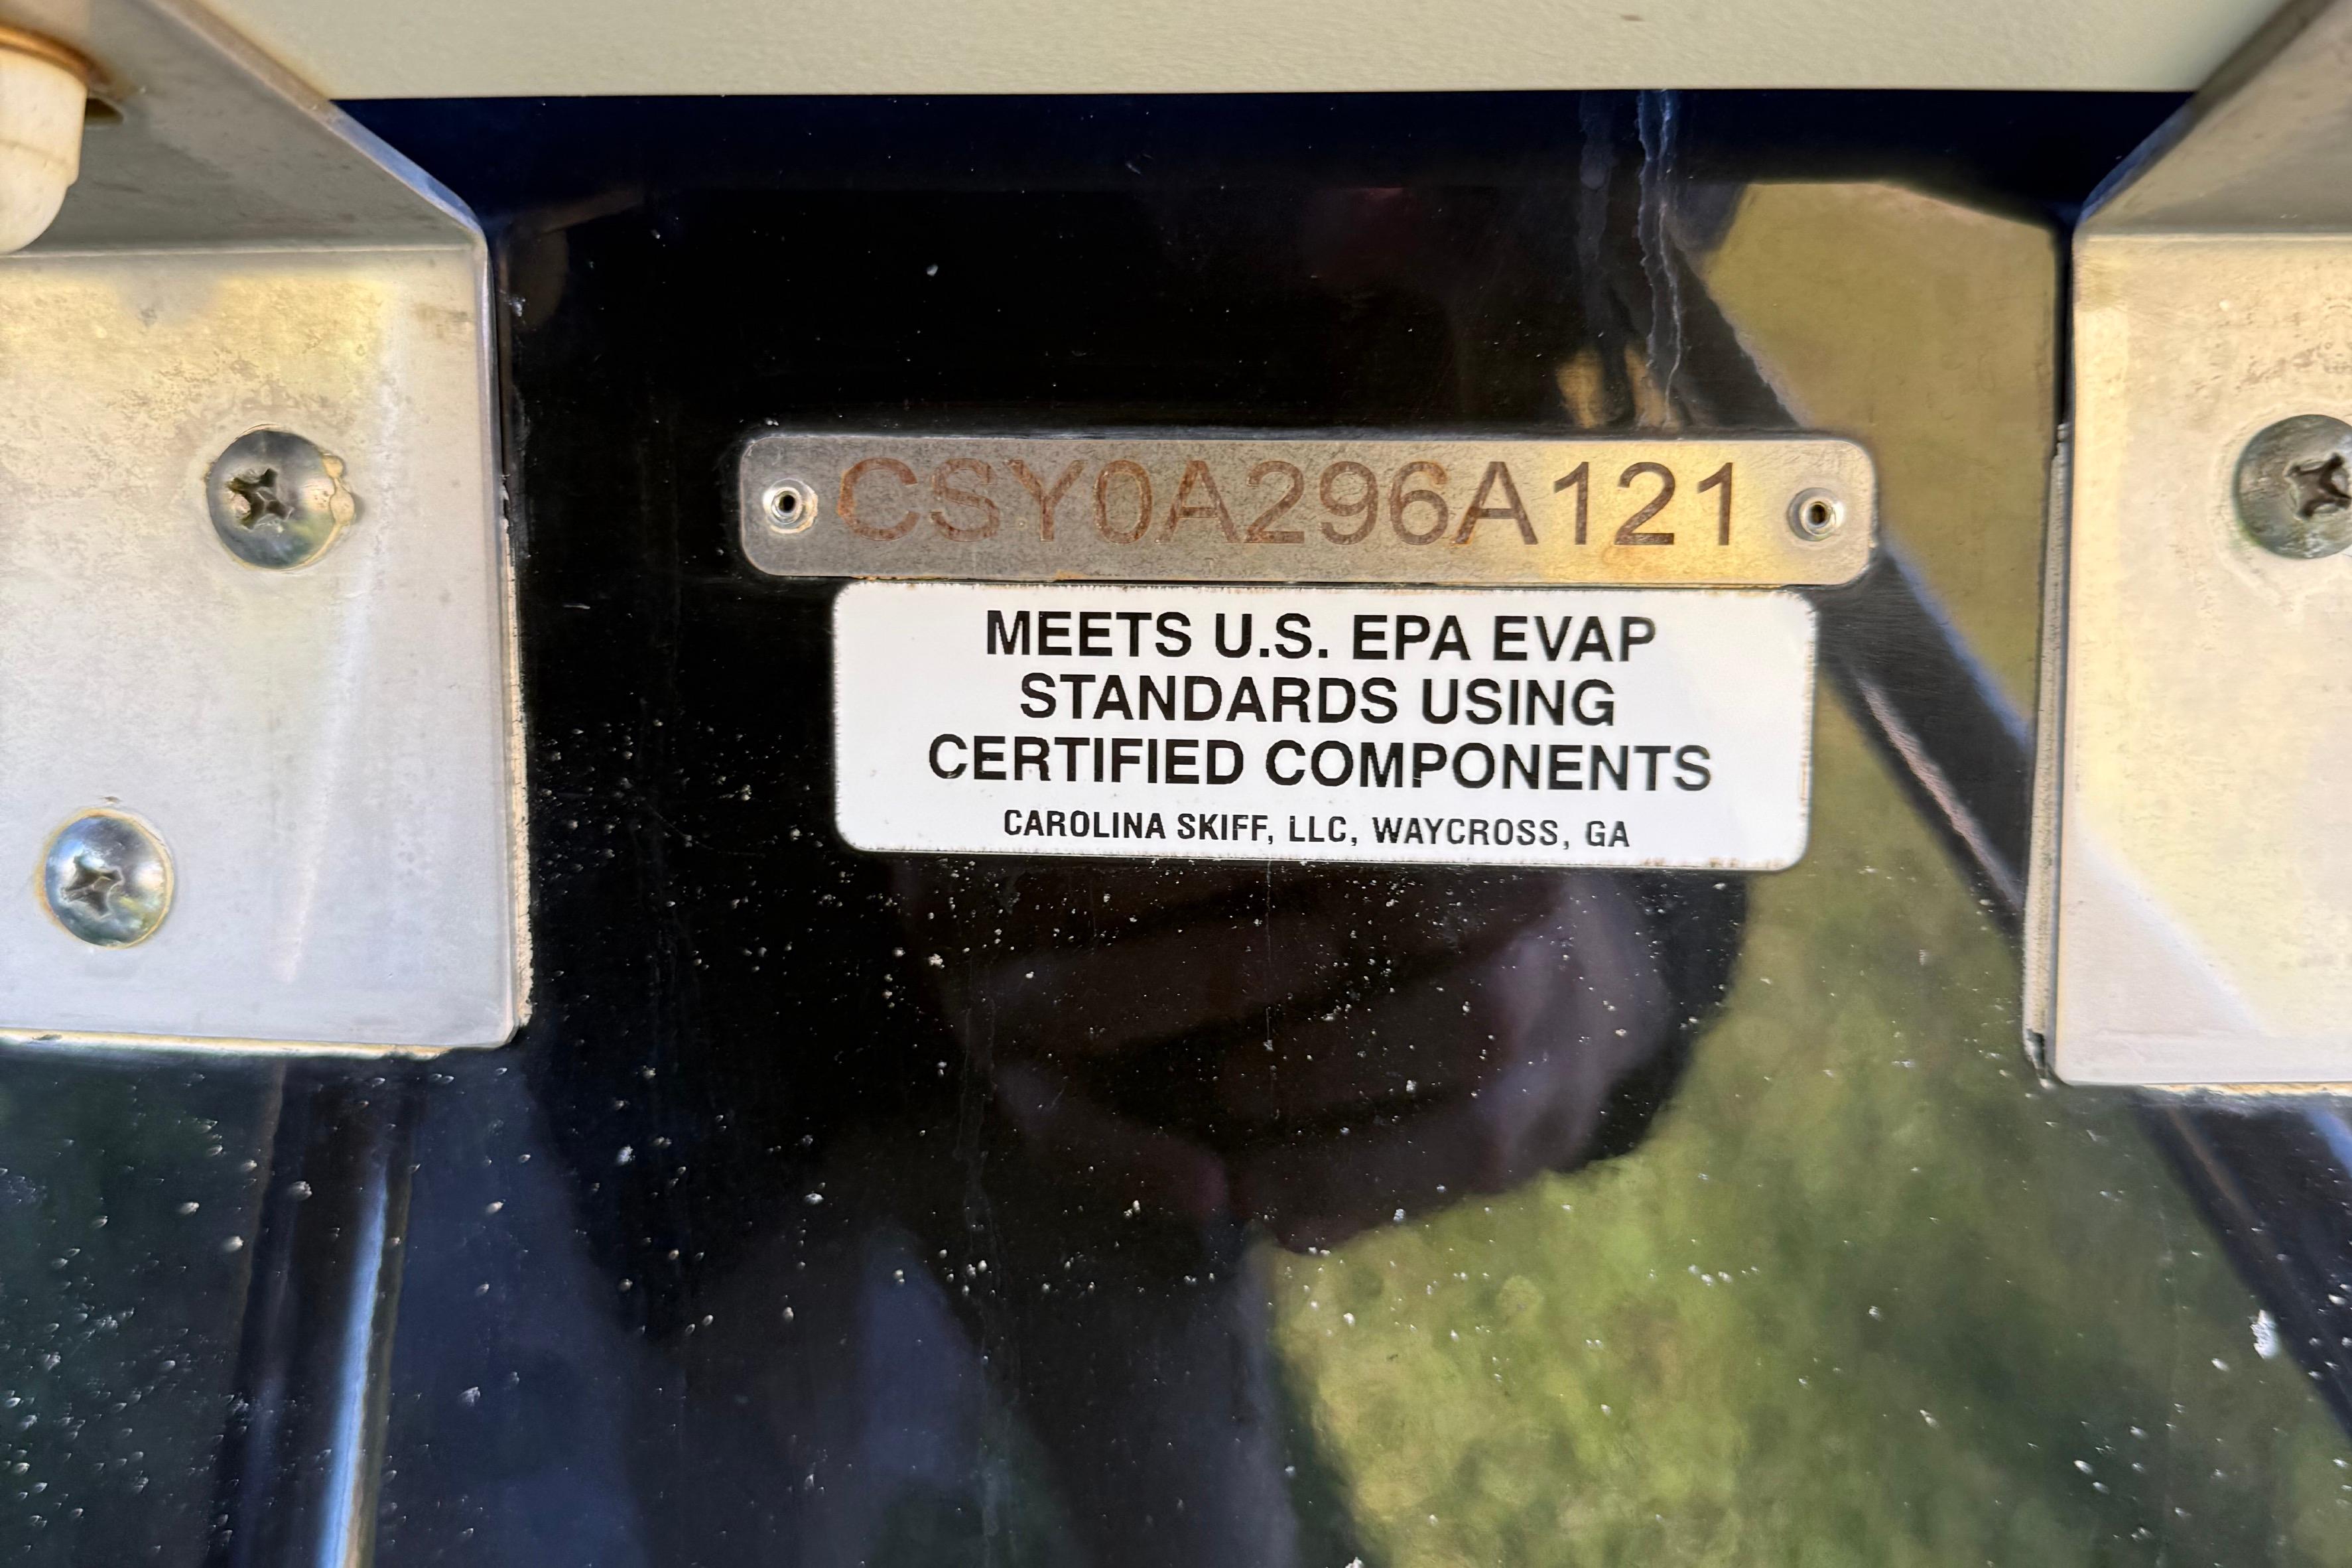 CSY0A296A121
MEETS U.S. EPA EVAP
STANDARDS USING
CERTIFIED COMPONENTS
CAROLINA SKIFF, LLC, WAYCROSS, GA